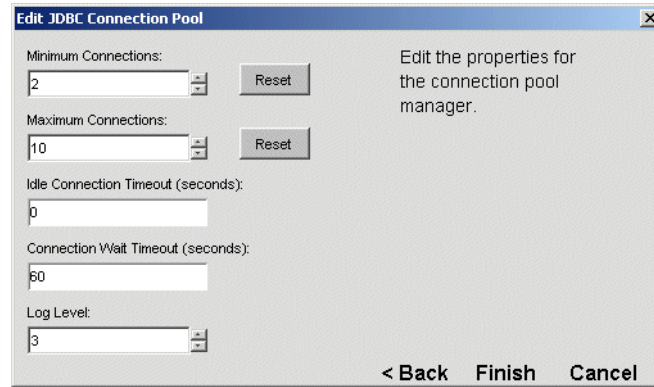 Edit JDBC Connection Pool
Minimum Connections:
2
Reset
Maximum Connections:
10
Reset
Idle Connection Timeout (seconds):
0
Connection Wait Timeout (seconds):
60
Log Level:
3
Edit the properties for
the connection pool
manager.
< Back Finish Cancel